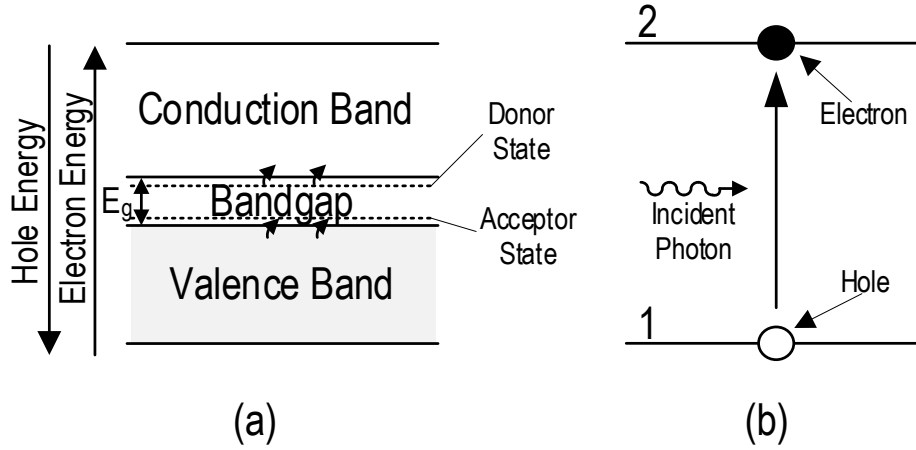 Hole Energy
Electron Energy
Conduction Band
Donor
State
E_g
Bandgap
Acceptor
State
Valence Band
(a)
2
Electron
Incident
Photon
Hole
1
(b)